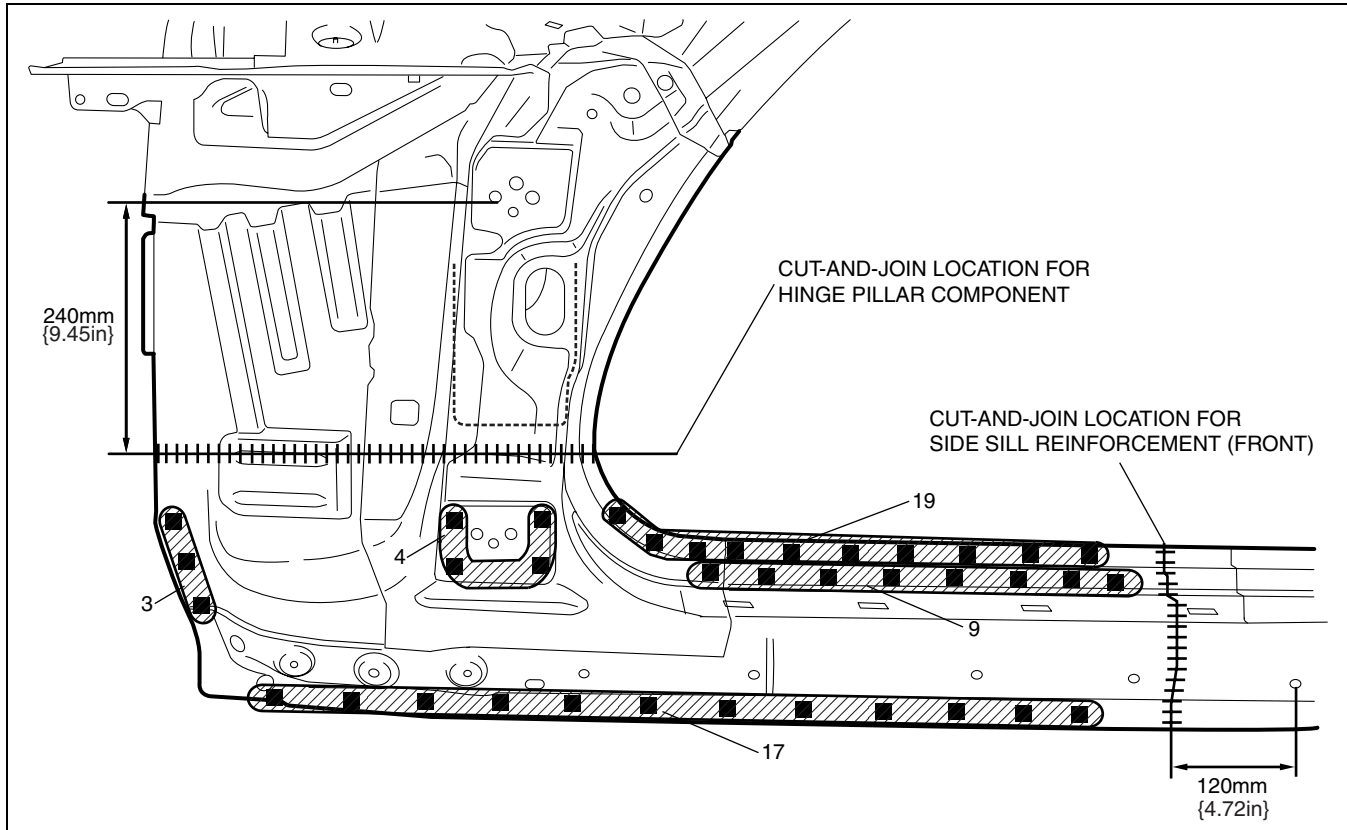 CUT-AND-JOIN LOCATION FOR
HINGE PILLAR COMPONENT
240mm
{9.45in}
CUT-AND-JOIN LOCATION FOR
SIDE SILL REINFORCEMENT (FRONT)
19
4
3
9
17
120mm
{4.72in}